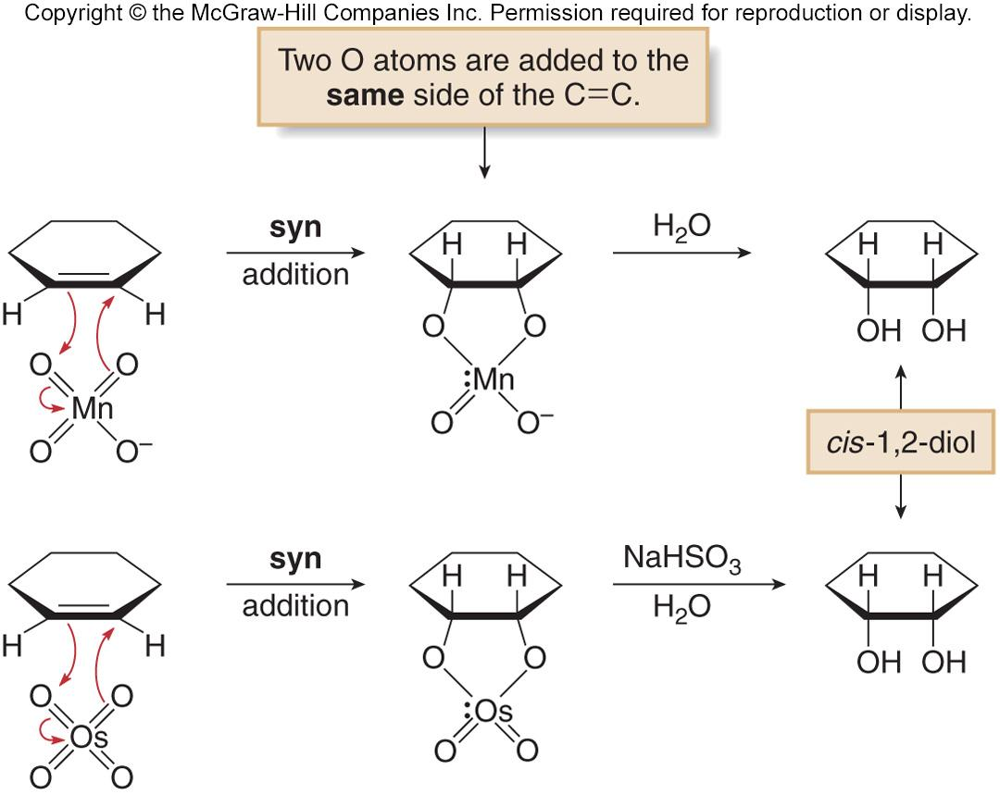 Copyright © the McGraw-Hill Companies Inc. Permission required for reproduction or display.
Two O atoms are added to the
same side of the C=C.
syn
addition
H₂O
H H
H H
H H
O O
OH OH
O O
Mn
:Mn
O O⁻
O O⁻
cis-1,2-diol
syn
addition
NaHSO₃
H₂O
H H
H H
H H
O O
OH OH
O O
Os
:Os
O O
O O